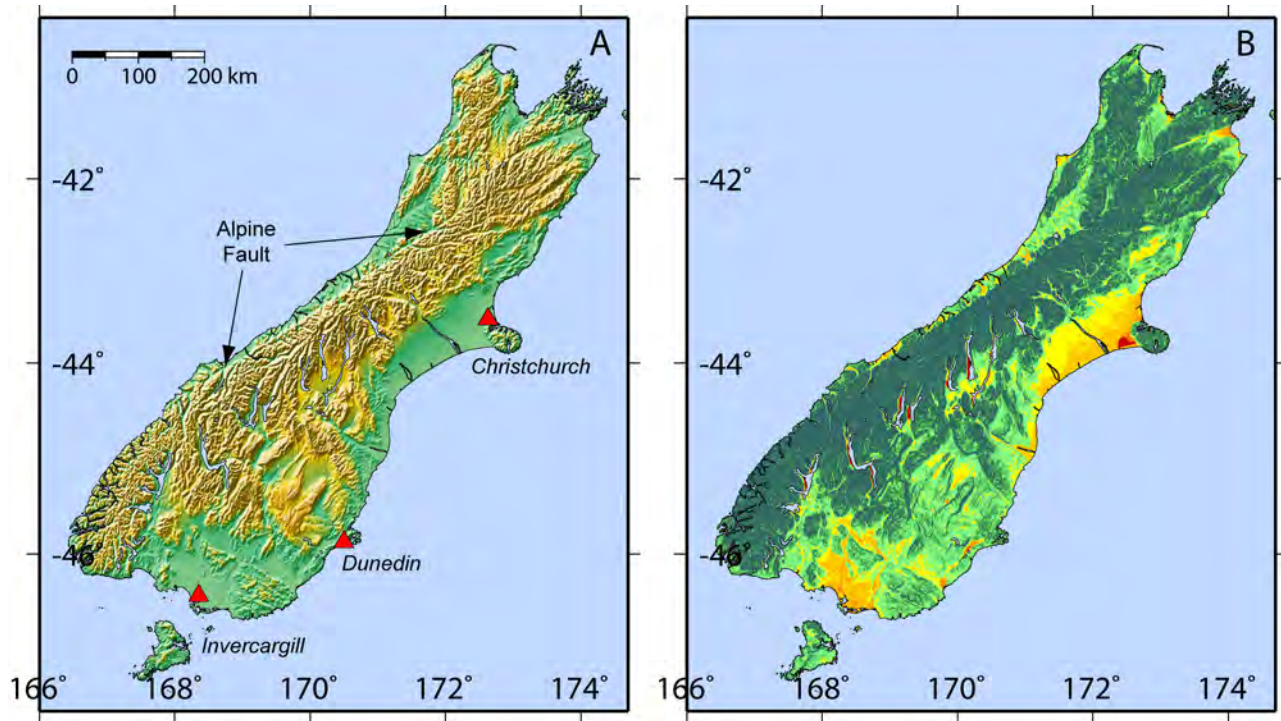 A
0 100 200 km
-42°
Alpine
Fault
-44°
Christchurch
-46°
Dunedin
Invercargill
166° 168° 170° 172° 174°
B
-42°
-44°
-46°
166° 168° 170° 172° 174°